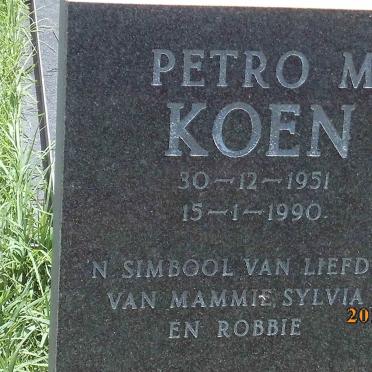 PETRO M
KOEN
30-12-1951
15-1-1990.
'N SIMBOOL VAN LIEFD
VAN MAMMIE, SYLVIA
EN ROBBIE
20